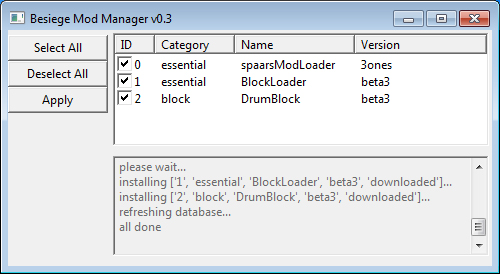 Besiege Mod Manager v0.3
Select All
Deselect All
Apply
ID Category Name Version
0 essential spaarsModLoader 3ones
1 essential BlockLoader beta3
2 block DrumBlock beta3
please wait...
installing ['1', 'essential', 'BlockLoader', 'beta3', 'downloaded']...
installing ['2', 'block', 'DrumBlock', 'beta3', 'downloaded']...
refreshing database...
all done